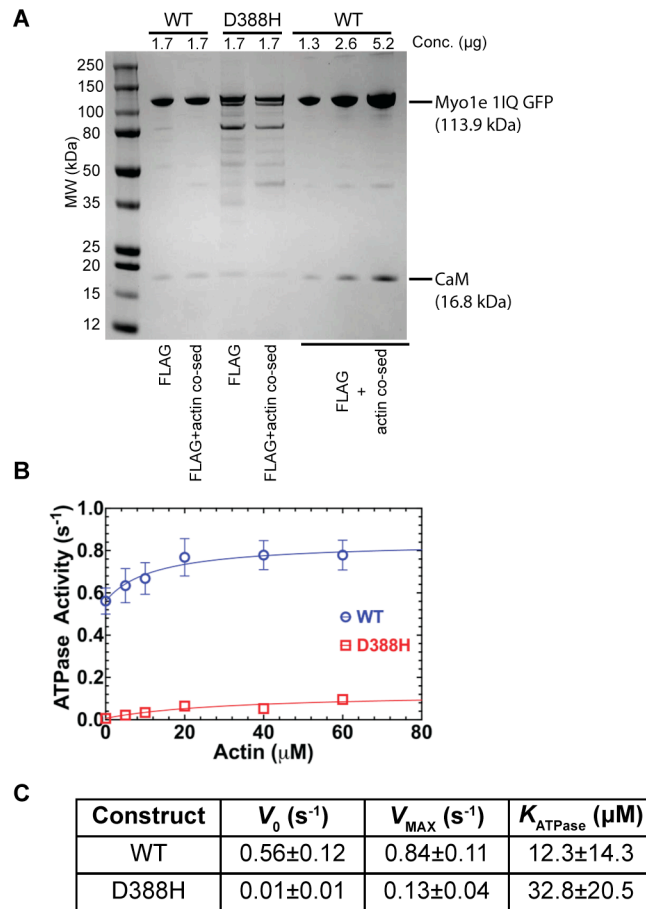 A
WT D388H WT
1.7 1.7 1.7 1.7 1.3 2.6 5.2 Conc. (µg)
250
150
100
80
50
35
25
20
15
12
MW (kDa)
Myo1e 1IQ GFP
(113.9 kDa)
CaM
(16.8 kDa)
FLAG
FLAG+actin co-sed
FLAG
FLAG+actin co-sed
FLAG
+
actin co-sed
B
1.0
0.8
0.6
0.4
0.2
0.0
ATPase Activity (s⁻¹)
WT
D388H
0 20 40 60 80
Actin (µM)
C
Construct V₀ (s⁻¹) V_MAX (s⁻¹) K_ATPase (µM)
WT 0.56±0.12 0.84±0.11 12.3±14.3
D388H 0.01±0.01 0.13±0.04 32.8±20.5